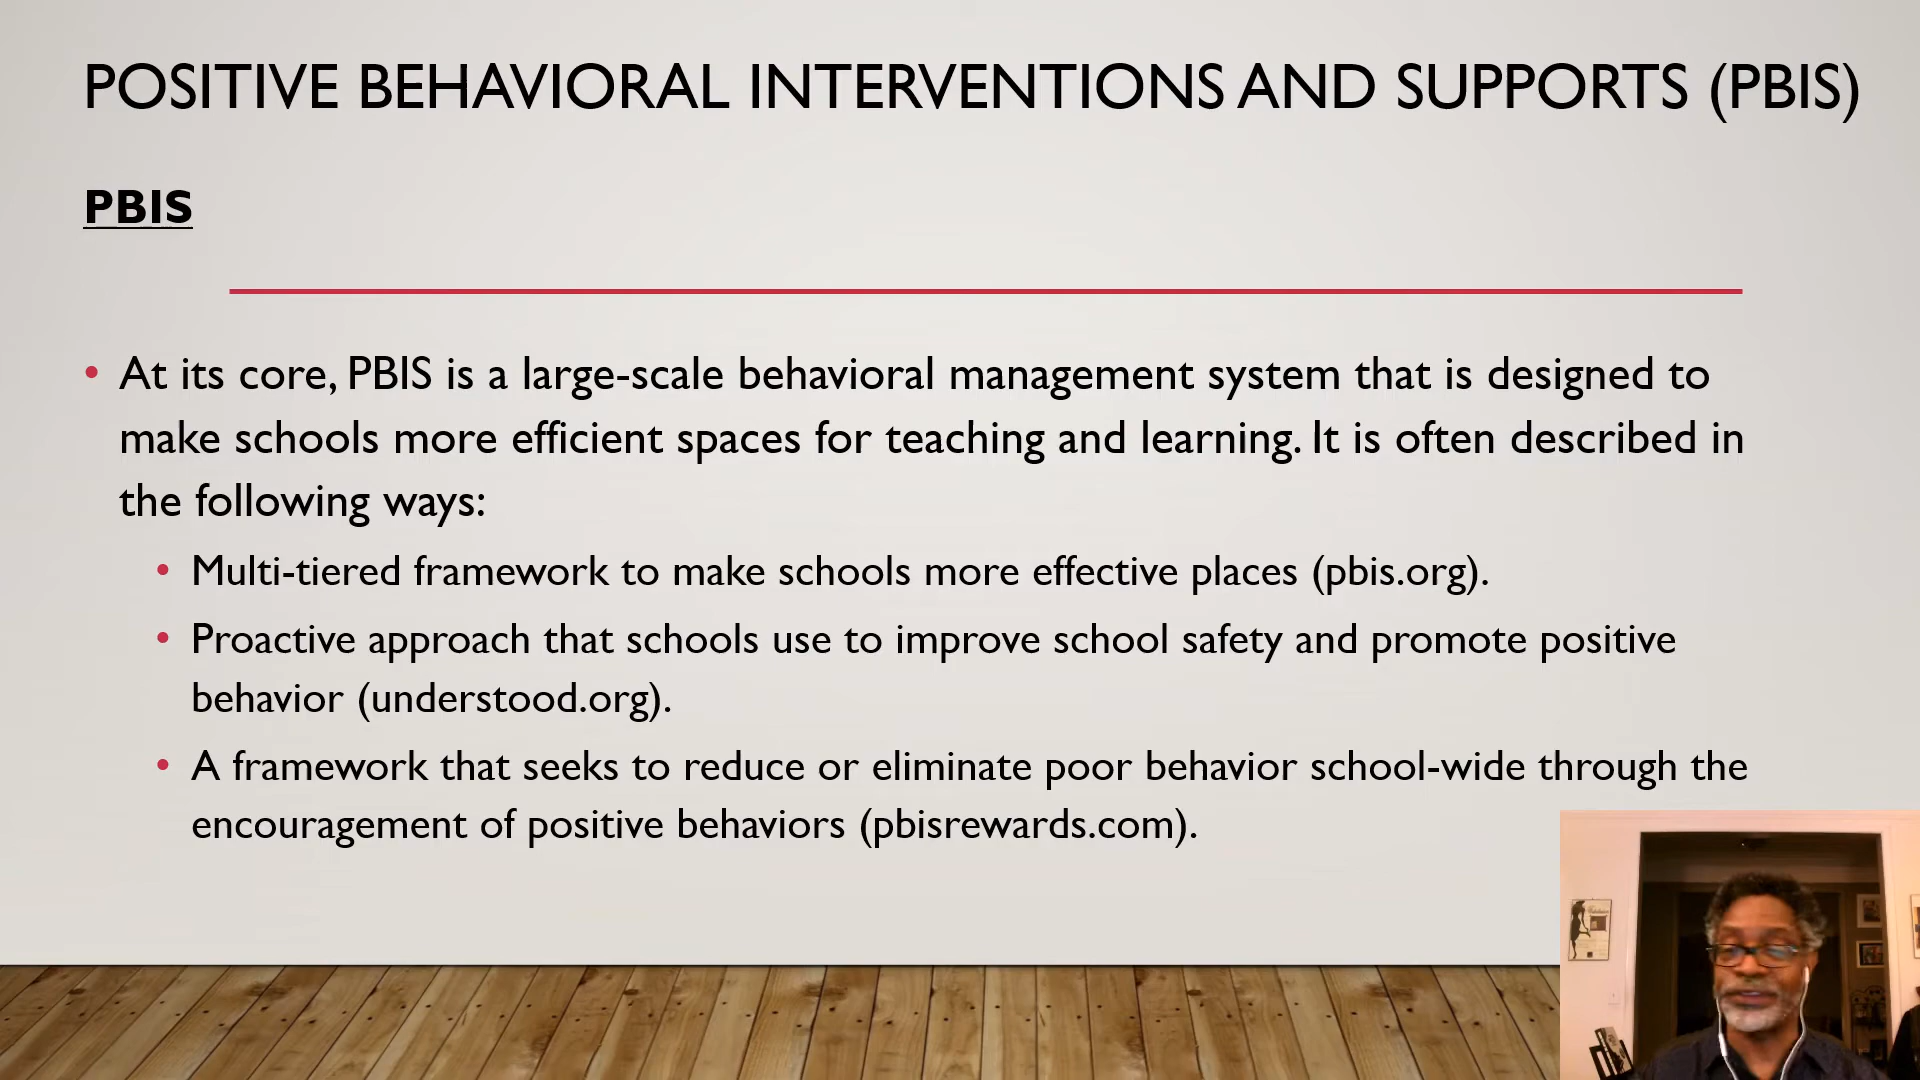 POSITIVE BEHAVIORAL INTERVENTIONS AND SUPPORTS (PBIS)
PBIS
• At its core, PBIS is a large-scale behavioral management system that is designed to
make schools more efficient spaces for teaching and learning. It is often described in
the following ways:
• Multi-tiered framework to make schools more effective places (pbis.org).
• Proactive approach that schools use to improve school safety and promote positive
behavior (understood.org).
• A framework that seeks to reduce or eliminate poor behavior school-wide through the
encouragement of positive behaviors (pbisrewards.com).